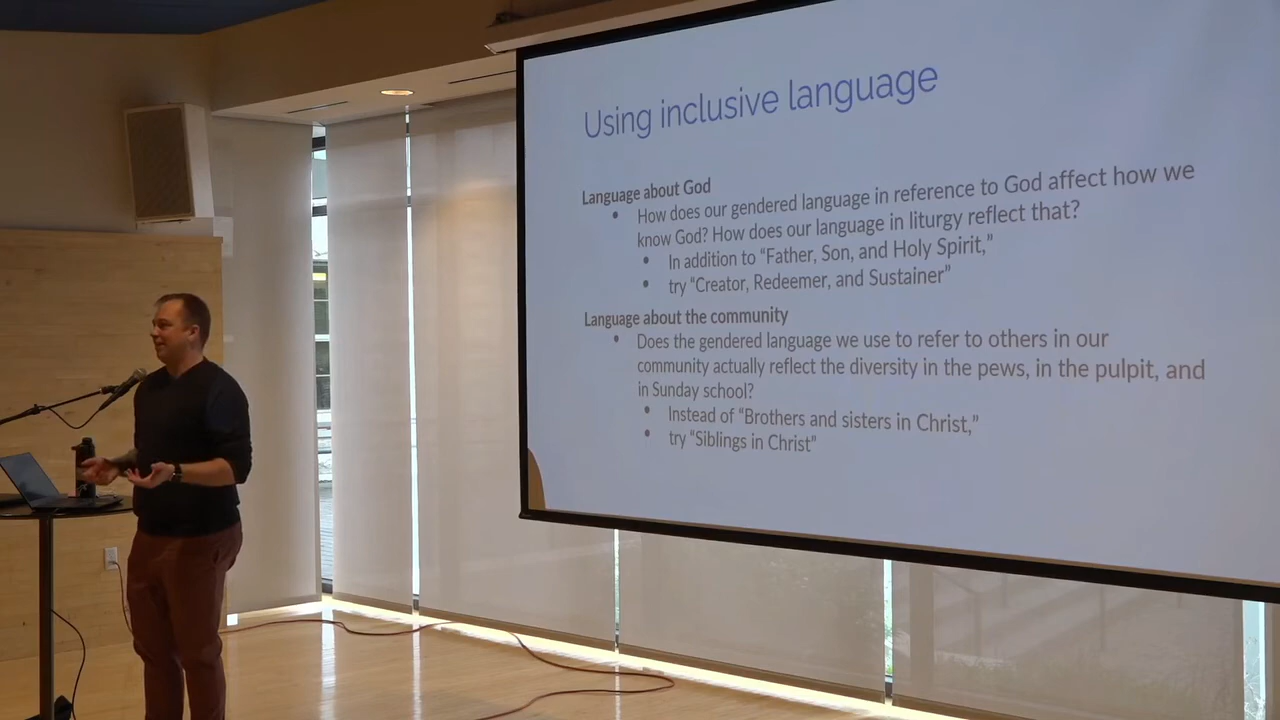 Using inclusive language
Language about God
• How does our gendered language in reference to God affect how we
know God? How does our language in liturgy reflect that?
• In addition to “Father, Son, and Holy Spirit,”
• try “Creator, Redeemer, and Sustainer”
Language about the community
• Does the gendered language we use to refer to others in our
community actually reflect the diversity in the pews, in the pulpit, and
in Sunday school?
• Instead of “Brothers and sisters in Christ,”
• try “Siblings in Christ”